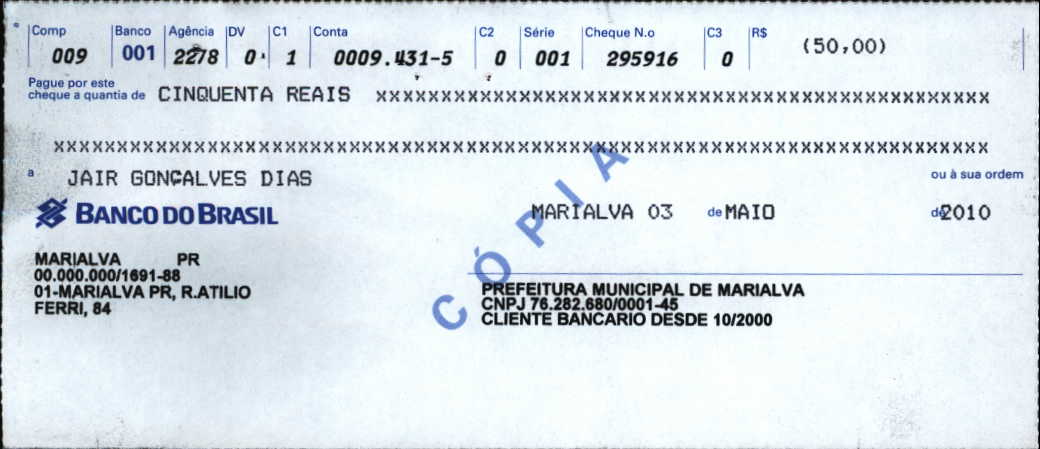 Comp Banco Agência DV C1 Conta C2 Série Cheque N.o C3 R$ (50,00)
009 001 2278 0 1 0009.431-5 0 001 295916 0
Pague por este
cheque a quantia de CINQUENTA REAIS XXXXXXXXXXXXXXXXXXXXXXXXXXXXXXXXXXXXXXXXXXXXXXX
XXXXXXXXXXXXXXXXXXXXXXXXXXXXXXXXXXXXXXXXXXXXXXXXXXXXXXXXXXXXXXXXXXXXXXXX
a JAIR GONÇALVES DIAS ou à sua ordem
BANCO DO BRASIL MARIALVA 03 de MAIO de 2010
CÓPIA
MARIALVA PR
00.000.000/1691-88
01-MARIALVA PR, R.ATILIO
FERRI, 84
PREFEITURA MUNICIPAL DE MARIALVA
CNPJ 76.282.680/0001-45
CLIENTE BANCARIO DESDE 10/2000